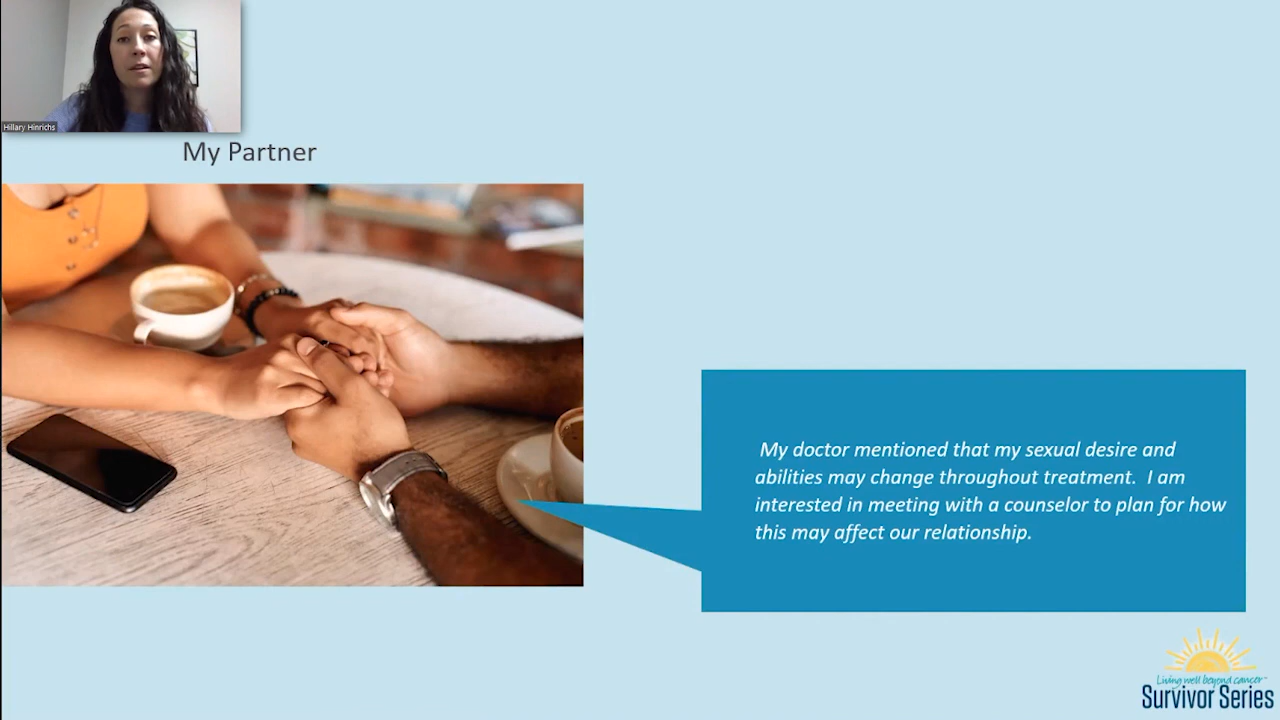 Hillary Hinrichs
My Partner
My doctor mentioned that my sexual desire and
abilities may change throughout treatment.  I am
interested in meeting with a counselor to plan for how
this may affect our relationship.
Living well beyond cancer™
Survivor Series